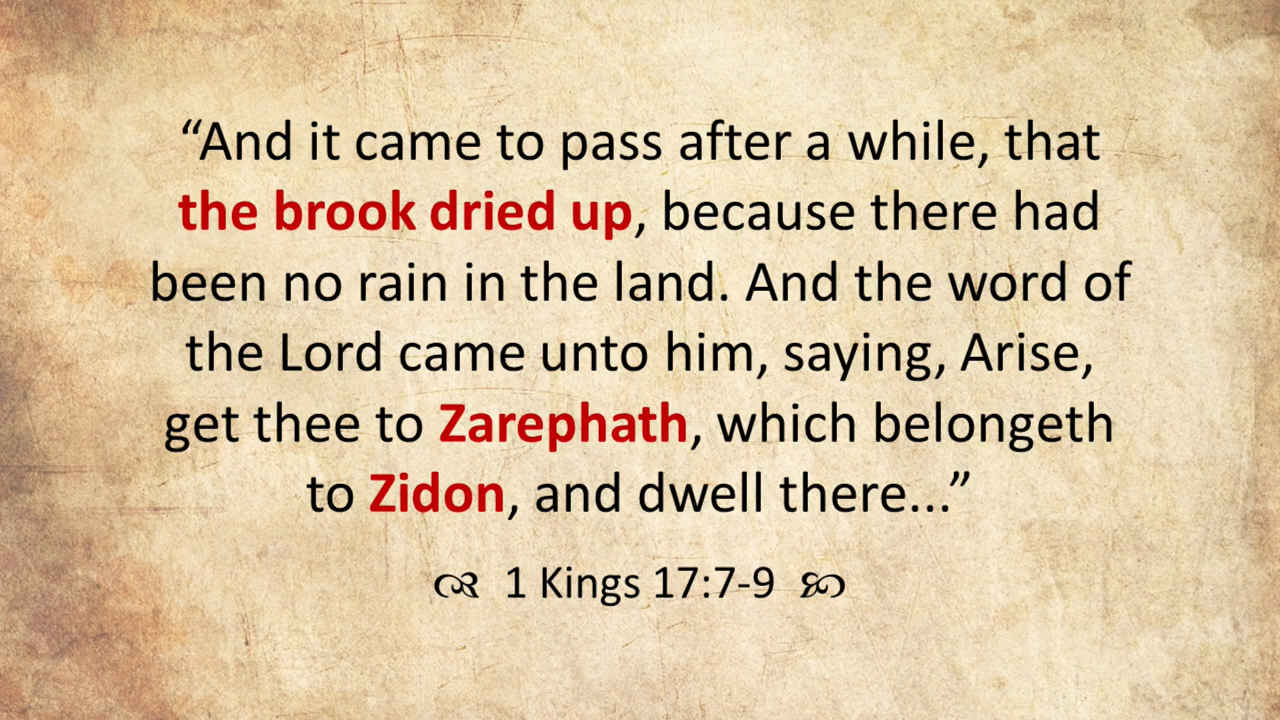 “And it came to pass after a while, that
the brook dried up, because there had
been no rain in the land. And the word of
the Lord came unto him, saying, Arise,
get thee to Zarephath, which belongeth
to Zidon, and dwell there...”
1 Kings 17:7-9